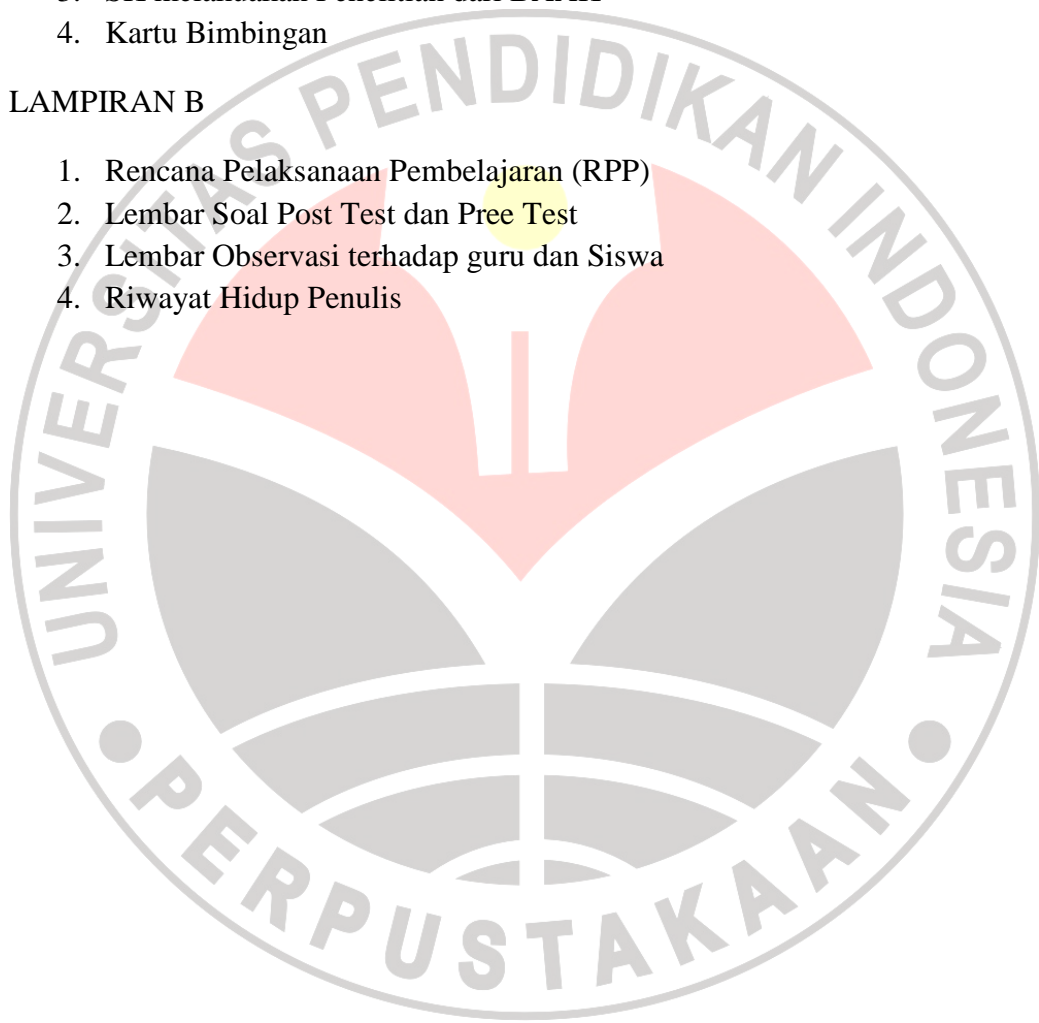 4. Kartu Bimbingan
LAMPIRAN B
1. Rencana Pelaksanaan Pembelajaran (RPP)
2. Lembar Soal Post Test dan Pree Test
3. Lembar Observasi terhadap guru dan Siswa
4. Riwayat Hidup Penulis
UNIVERSITAS PENDIDIKAN INDONESIA
PERPUSTAKAAN